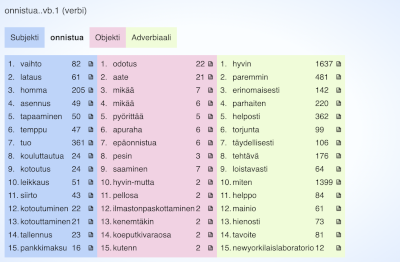 onnistua..vb.1 (verbi)
Subjekti onnistua Objekti Adverbiaali
1. vaihto 82 1. odotus 22 1. hyvin 1637
2. lataus 61 2. aate 21 2. paremmin 481
3. homma 205 3. mikää 7 3. erinomaisesti 142
4. asennus 49 4. mikää 6 4. parhaiten 220
5. tapaaminen 50 5. pyörittää 5 5. helposti 362
6. temppu 47 6. apuraha 6 6. torjunta 99
7. tuo 361 7. epäonnistua 6 7. täydellisesti 106
8. kouluttautua 24 8. pesin 3 8. tehtävä 176
9. kotoutua 24 9. saaminen 7 9. loistavasti 64
10. leikkaus 51 10. hyvin-mutta 2 10. miten 1399
11. siirto 43 11. pellosa 2 11. helppo 84
12. kotoutuminen 22 12. ilmastonpaskottaminen 2 12. mainio 61
13. kotouttaminen 21 13. kenemtäkin 2 13. hienosti 73
14. tallennus 23 14. koeputkivaraosa 2 14. tavoite 81
15. pankkimaksu 16 15. kutenn 2 15. newyorkilaislaboratorio 12